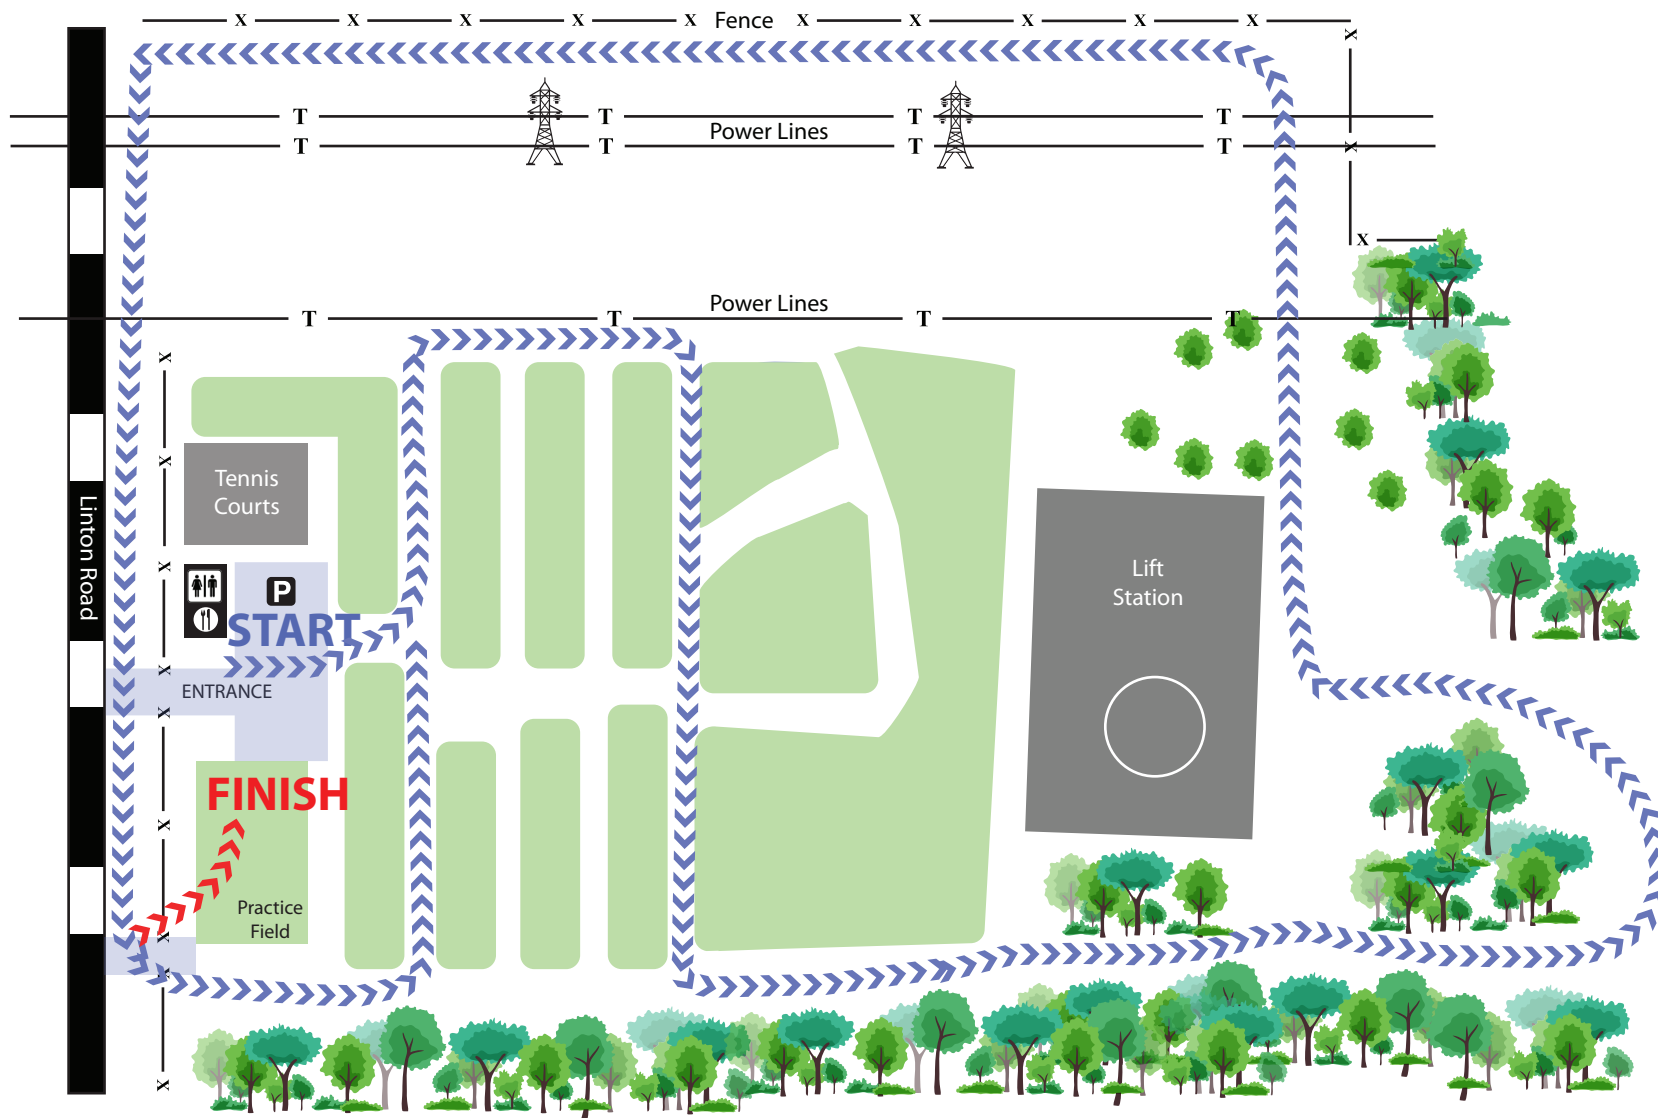 X X X X X Fence X X X X X
X
T T T T
Power Lines
T T T T
X
X
Power Lines
T T T T
X
X
Tennis
Courts
Linton Road
X
P
START
Lift
Station
X
ENTRANCE
X
FINISH
X
Practice
Field
X
X
X